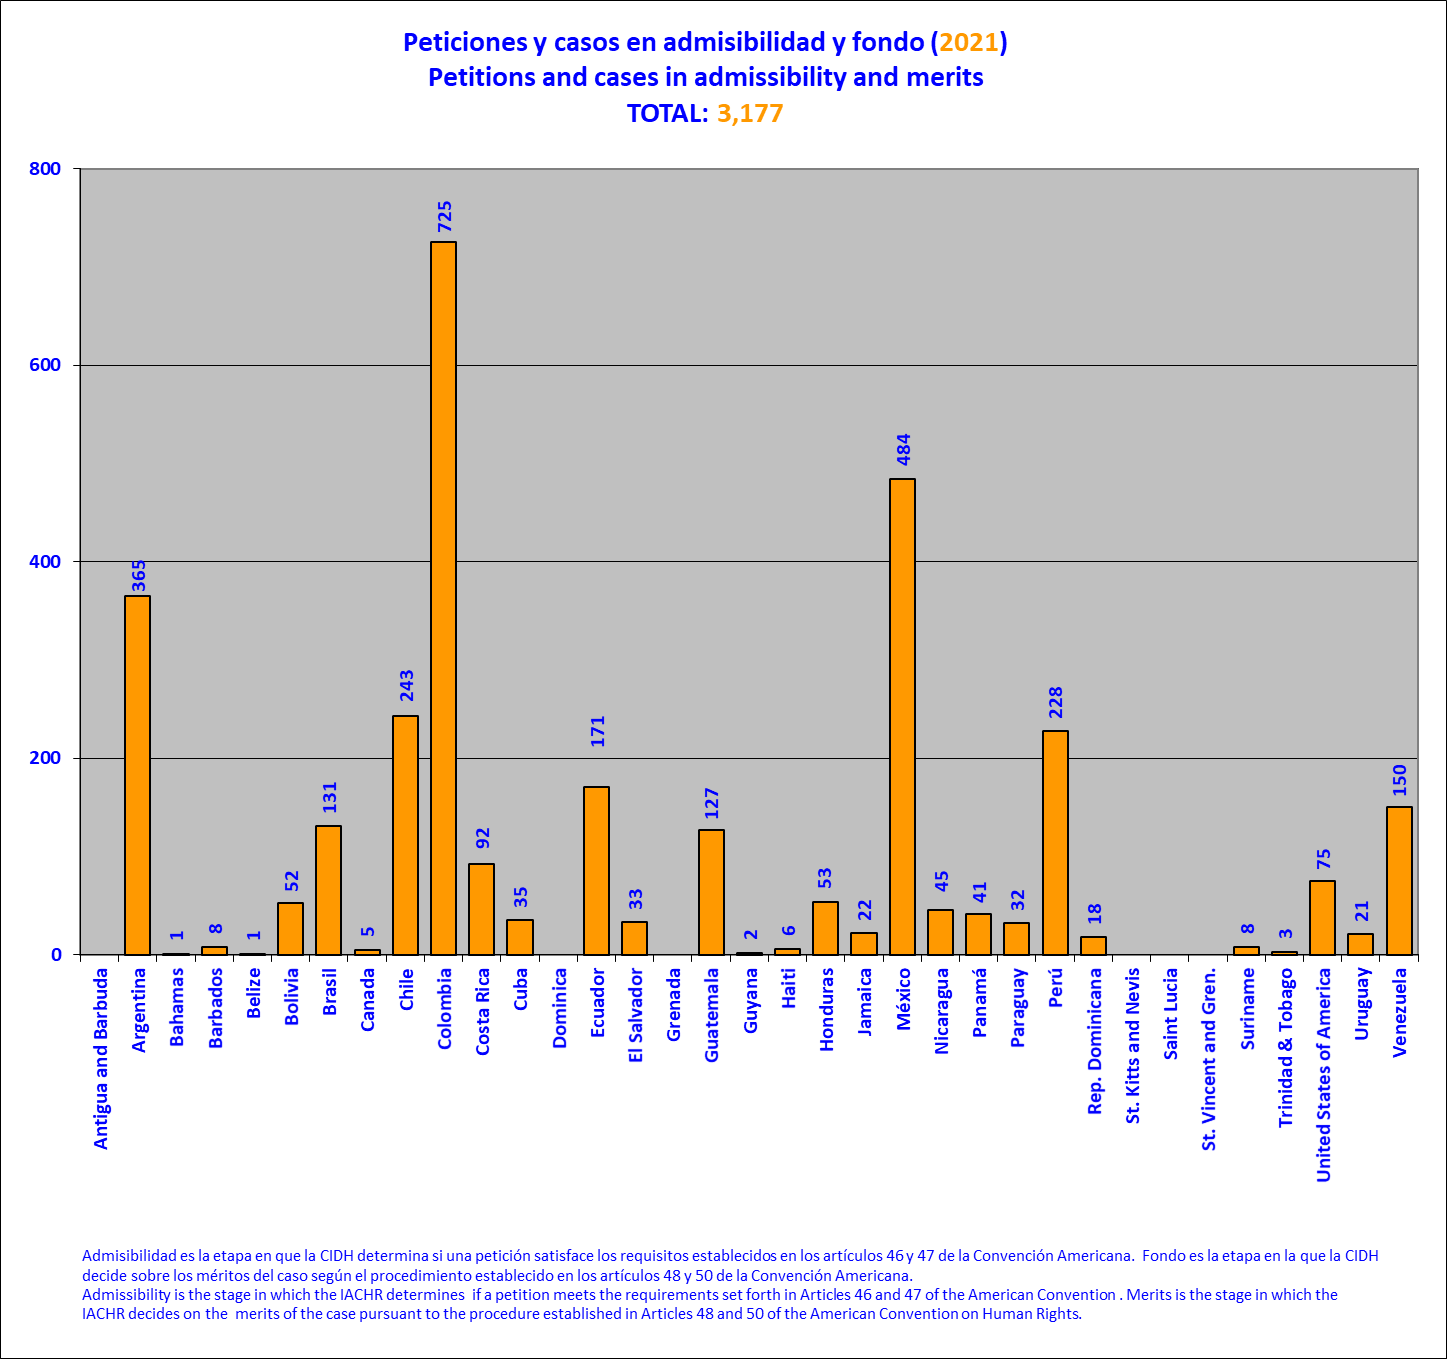 Peticiones y casos en admisibilidad y fondo (2021)
Petitions and cases in admissibility and merits
TOTAL: 3,177
800
600
400
200
0
365
1
8
1
52
131
5
243
725
92
35
171
33
127
2
6
53
22
484
45
41
32
228
18
8
3
75
21
150
Antigua and Barbuda
Argentina
Bahamas
Barbados
Belize
Bolivia
Brasil
Canada
Chile
Colombia
Costa Rica
Cuba
Dominica
Ecuador
El Salvador
Grenada
Guatemala
Guyana
Haiti
Honduras
Jamaica
México
Nicaragua
Panamá
Paraguay
Perú
Rep. Dominicana
St. Kitts and Nevis
Saint Lucia
St. Vincent and Gren.
Suriname
Trinidad & Tobago
United States of America
Uruguay
Venezuela
Admisibilidad es la etapa en que la CIDH determina si una petición satisface los requisitos establecidos en los artículos 46 y 47 de la Convención Americana.  Fondo es la etapa en la que la CIDH
decide sobre los méritos del caso según el procedimiento establecido en los artículos 48 y 50 de la Convención Americana.
Admissibility is the stage in which the IACHR determines  if a petition meets the requirements set forth in Articles 46 and 47 of the American Convention . Merits is the stage in which the
IACHR decides on the  merits of the case pursuant to the procedure established in Articles 48 and 50 of the American Convention on Human Rights.